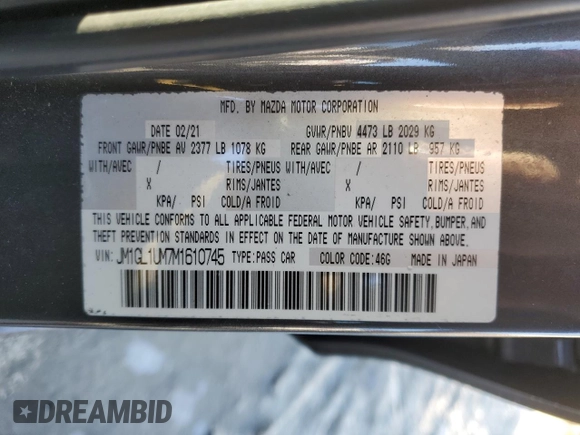 MFD. BY MAZDA MOTOR CORPORATION
DATE 02/21 GVWR/PNBV 4473 LB 2029 KG
FRONT GAWR/PNBE AV 2377 LB 1078 KG REAR GAWR/PNBE AR 2110 LB 957 KG
WITH/AVEC / TIRES/PNEUS WITH/AVEC / TIRES/PNEUS
X RIMS/JANTES X RIMS/JANTES
KPA/ PSI COLD/A FROID KPA/ PSI COLD/A FROID
THIS VEHICLE CONFORMS TO ALL APPLICABLE FEDERAL MOTOR VEHICLE SAFETY, BUMPER, AND
THEFT PREVENTION STANDARDS IN EFFECT ON THE DATE OF MANUFACTURE SHOWN ABOVE.
VIN: JM1GL1UM7M1610745 TYPE: PASS CAR COLOR CODE: 46G MADE IN JAPAN
DREAMBID